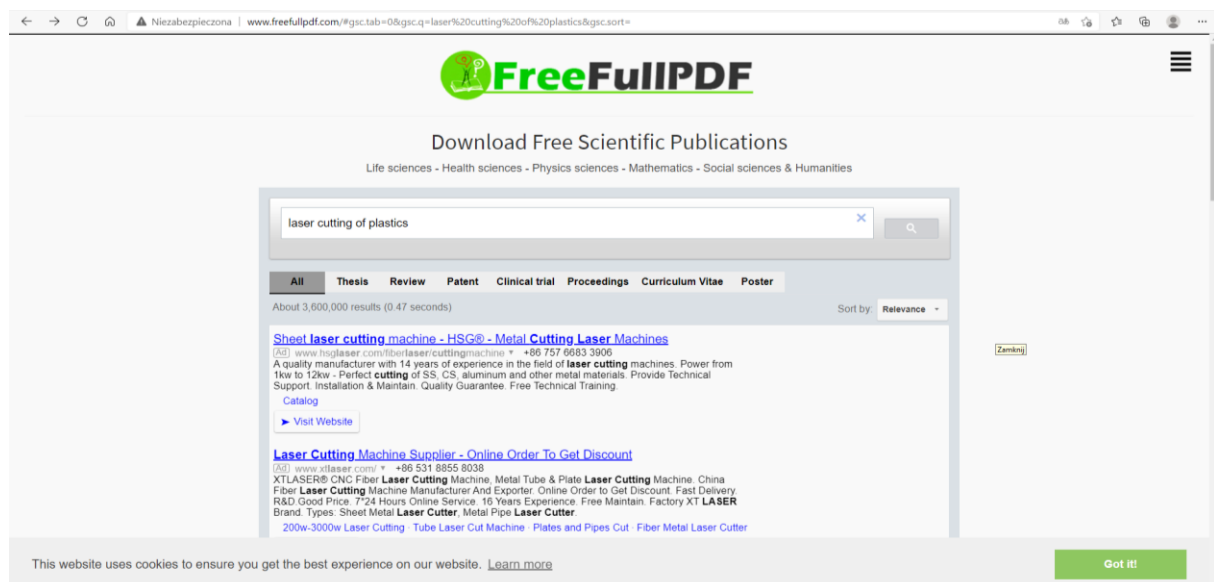 Niezabezpieczona | www.freefullpdf.com/#gsc.tab=0&gsc.q=laser%20cutting%20of%20plastics&gsc.sort=
FreeFullPDF
Download Free Scientific Publications
Life sciences - Health sciences - Physics sciences - Mathematics - Social sciences & Humanities
laser cutting of plastics
All Thesis Review Patent Clinical trial Proceedings Curriculum Vitae Poster
About 3,600,000 results (0.47 seconds) Sort by: Relevance
Sheet laser cutting machine - HSG® - Metal Cutting Laser Machines
Ad www.hsglaser.com/fiberlaser/cuttingmachine +86 757 6683 3906
A quality manufacturer with 14 years of experience in the field of laser cutting machines. Power from
1kw to 12kw - Perfect cutting of SS, CS, aluminum and other metal materials. Provide Technical
Support. Installation & Maintain. Quality Guarantee. Free Technical Training.
Catalog
Zamknij
Visit Website
Laser Cutting Machine Supplier - Online Order To Get Discount
Ad www.xtlaser.com/ +86 531 8855 8038
XTLASER® CNC Fiber Laser Cutting Machine, Metal Tube & Plate Laser Cutting Machine. China
Fiber Laser Cutting Machine Manufacturer And Exporter. Online Order to Get Discount. Fast Delivery.
R&D.Good Price. 7*24 Hours Online Service. 16 Years Experience. Free Maintain. Factory XT LASER
Brand. Types: Sheet Metal Laser Cutter, Metal Pipe Laser Cutter.
200w-3000w Laser Cutting · Tube Laser Cut Machine · Plates and Pipes Cut · Fiber Metal Laser Cutter
This website uses cookies to ensure you get the best experience on our website. Learn more Got it!